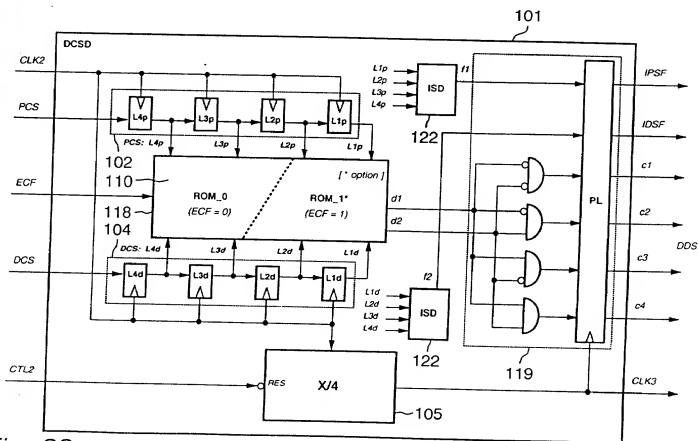 101
DCSD
CLK2
PCS
ECF
DCS
CTL2
L4p
L3p
L2p
L1p
102
PCS: L4p
L3p
L2p
L1p
L1p
L2p
L3p
L4p
ISD
f1
122
110
[ * option ]
ROM_0
(ECF = 0)
ROM_1*
(ECF = 1)
118
104
d1
d2
DCS: L4d
L3d
L2d
L1d
L4d
L3d
L2d
L1d
L1d
L2d
L3d
L4d
ISD
f2
122
RES
X/4
105
PL
119
IPSF
IDSF
c1
c2
DDS
c3
c4
CLK3